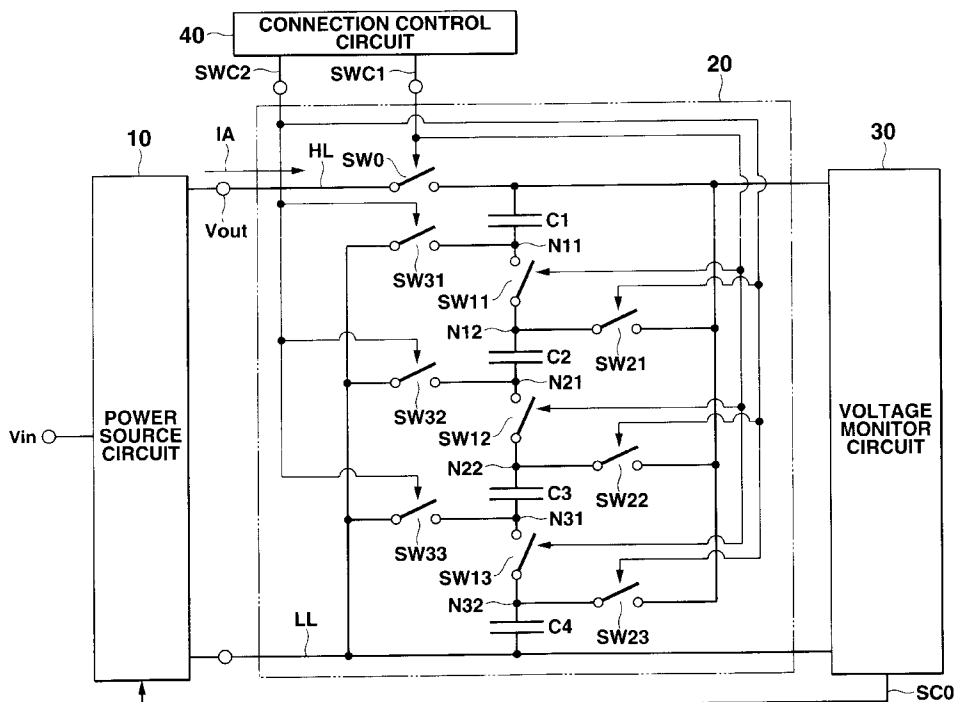 40
CONNECTION CONTROL
CIRCUIT
SWC2
SWC1
20
10
IA
HL
SW0
30
Vout
C1
N11
SW31
SW11
N12
SW21
C2
N21
SW32
POWER
SOURCE
CIRCUIT
Vin
SW12
VOLTAGE
MONITOR
CIRCUIT
N22
SW22
C3
N31
SW33
SW13
N32
SW23
LL
C4
SC0